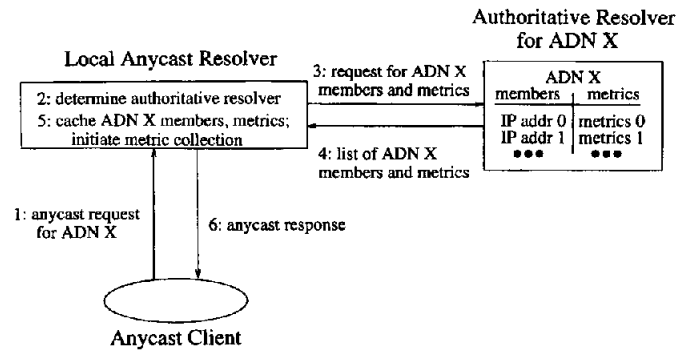 Authoritative Resolver
for ADN X
Local Anycast Resolver
2: determine authoritative resolver
5: cache ADN X members, metrics;
initiate metric collection
3: request for ADN X
members and metrics
ADN X
members metrics
IP addr 0 metrics 0
IP addr 1 metrics 1
●●● ●●●
4: list of ADN X
members and metrics
1: anycast request
for ADN X
6: anycast response
Anycast Client